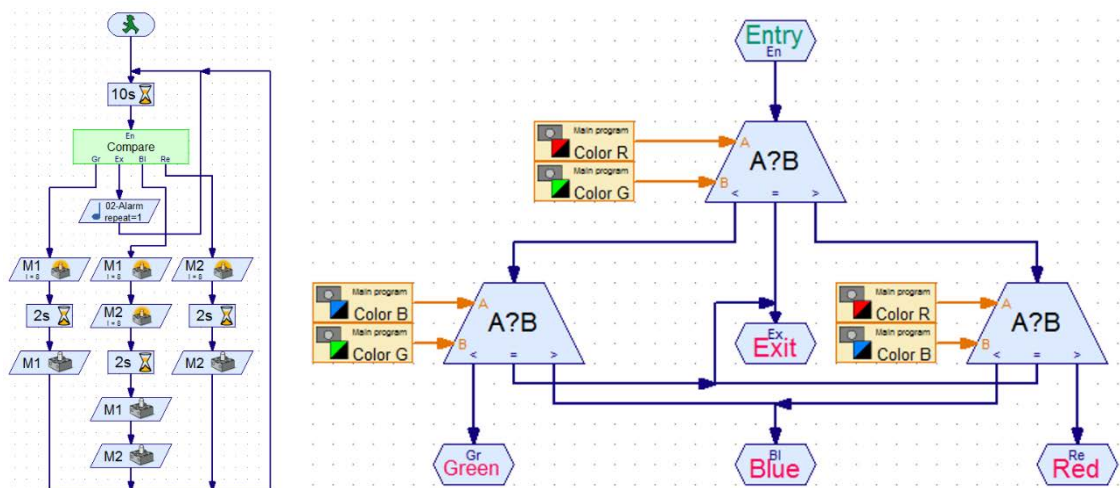 10s
En
Compare
Gr Ex Bl Re
02-Alarm
repeat=1
M1
I = 8
M1
I = 8
M2
I = 8
2s
M2
I = 8
2s
M1
2s
M2
M1
M2
Entry
En
Main program
Color R
A
Main program
Color G
B
A?B
< = >
Main program
Color B
A
Main program
Color G
B
A?B
< = >
Main program
Color R
A
Main program
Color B
B
A?B
< = >
Ex
Exit
Gr
Green
Bl
Blue
Re
Red